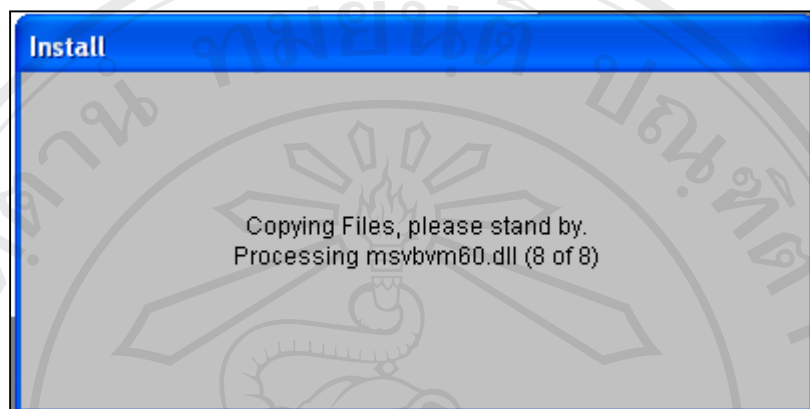 Install
Copying Files, please stand by.
Processing msvbvm60.dll (8 of 8)